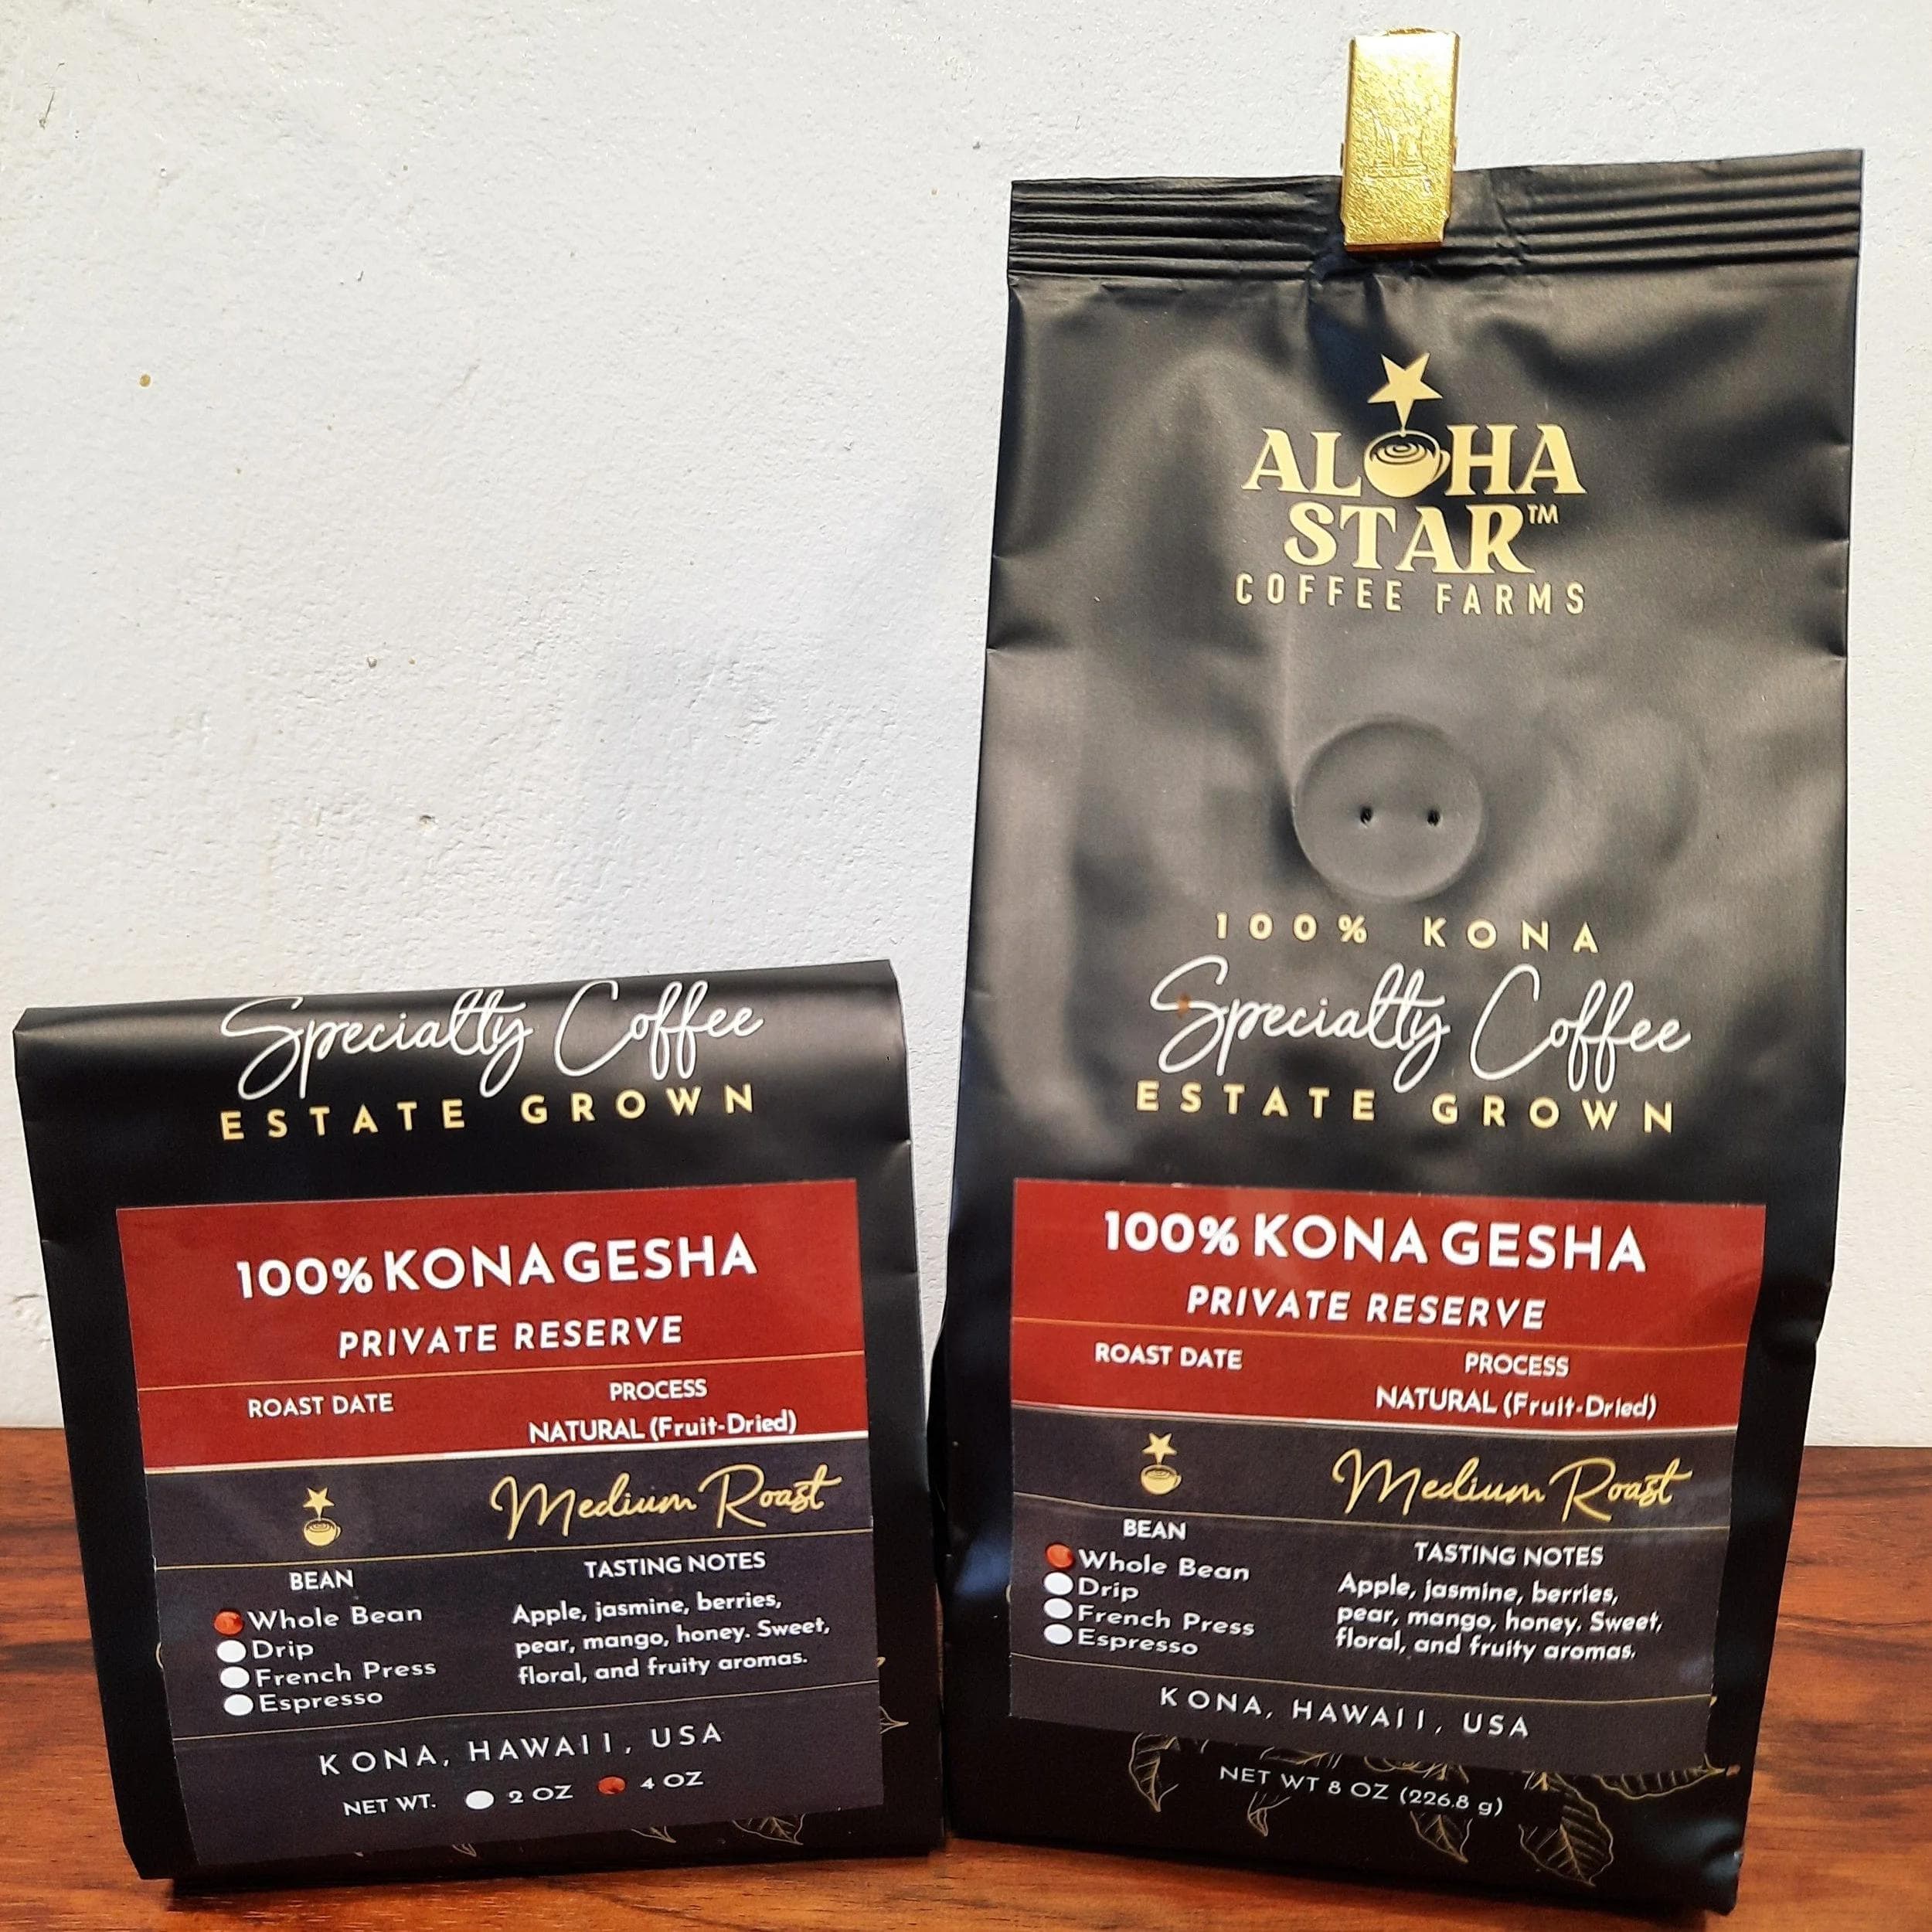 Specialty Coffee
ESTATE GROWN
100% KONA GESHA
PRIVATE RESERVE
ROAST DATE
PROCESS
NATURAL (Fruit-Dried)
Medium Roast
BEAN
Whole Bean
Drip
French Press
Espresso
TASTING NOTES
Apple, jasmine, berries,
pear, mango, honey. Sweet,
floral, and fruity aromas.
KONA, HAWAII, USA
NET WT. 2 OZ 4 OZ
ALOHA
STAR™
COFFEE FARMS
100% KONA
Specialty Coffee
ESTATE GROWN
100% KONA GESHA
PRIVATE RESERVE
ROAST DATE
PROCESS
NATURAL (Fruit-Dried)
Medium Roast
BEAN
Whole Bean
Drip
French Press
Espresso
TASTING NOTES
Apple, jasmine, berries,
pear, mango, honey. Sweet,
floral, and fruity aromas.
KONA, HAWAII, USA
NET WT 8 OZ (226.8 g)